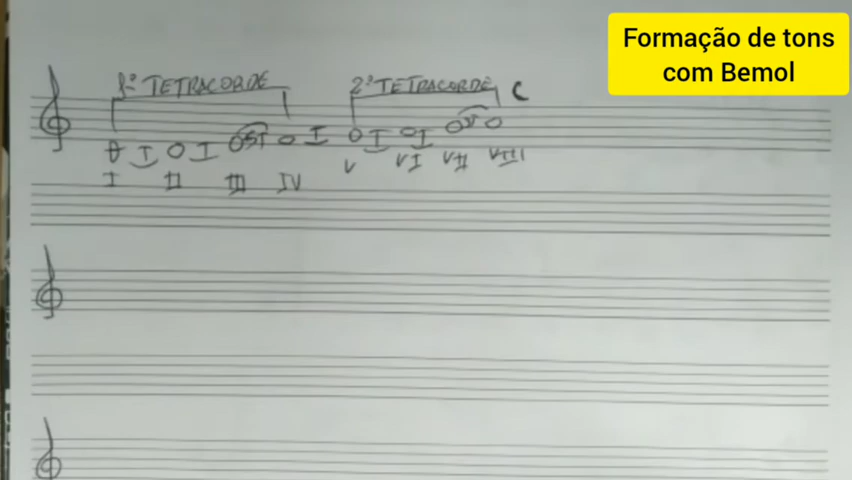 Formação de tons
com Bemol
1º TETRACORDE 2º TETRACORDE C
T T ST T T T ST
I II III IV V VI VII VIII